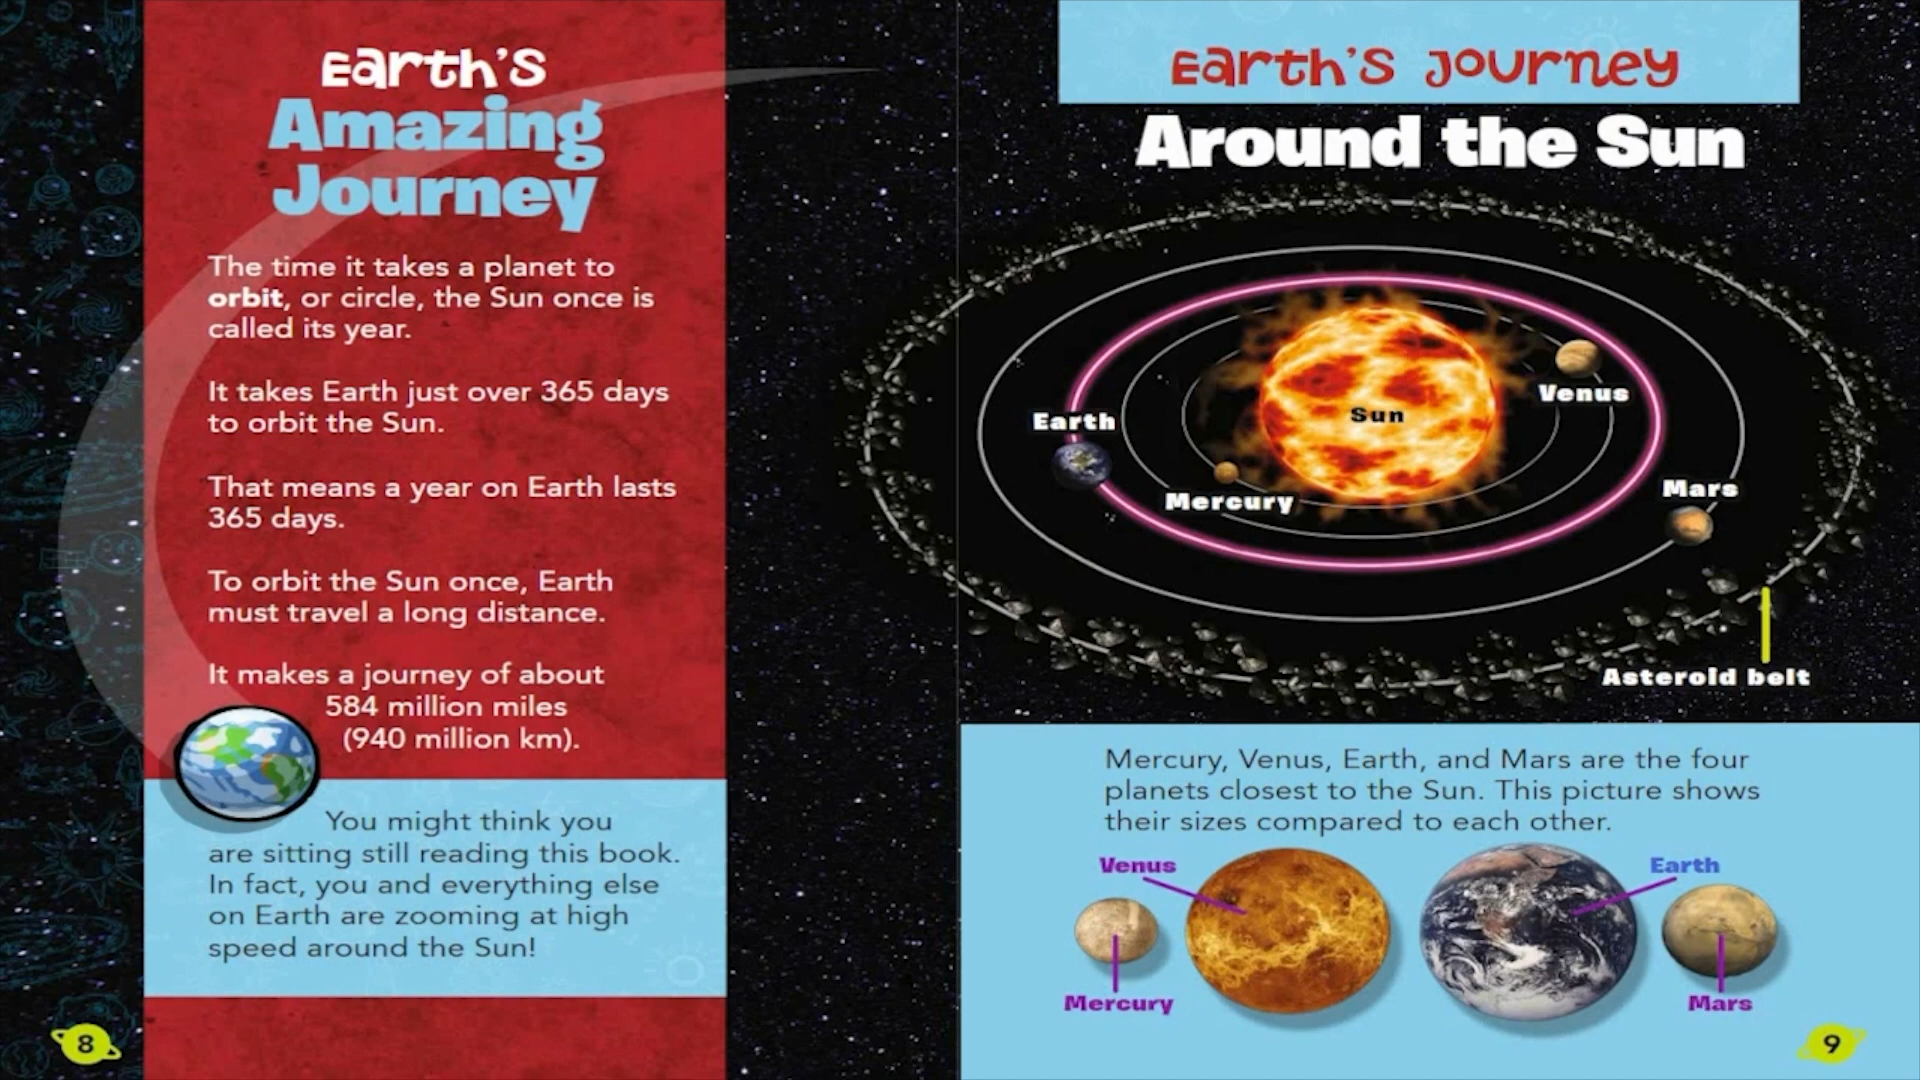 Earth's
Amazing
Journey
The time it takes a planet to
orbit, or circle, the Sun once is
called its year.
It takes Earth just over 365 days
to orbit the Sun.
That means a year on Earth lasts
365 days.
To orbit the Sun once, Earth
must travel a long distance.
It makes a journey of about
584 million miles
(940 million km).
You might think you
are sitting still reading this book.
In fact, you and everything else
on Earth are zooming at high
speed around the Sun!
8
Earth's Journey
Around the Sun
Venus
Sun
Earth
Mars
Mercury
Asteroid belt
Mercury, Venus, Earth, and Mars are the four
planets closest to the Sun. This picture shows
their sizes compared to each other.
Venus
Earth
Mercury
Mars
9